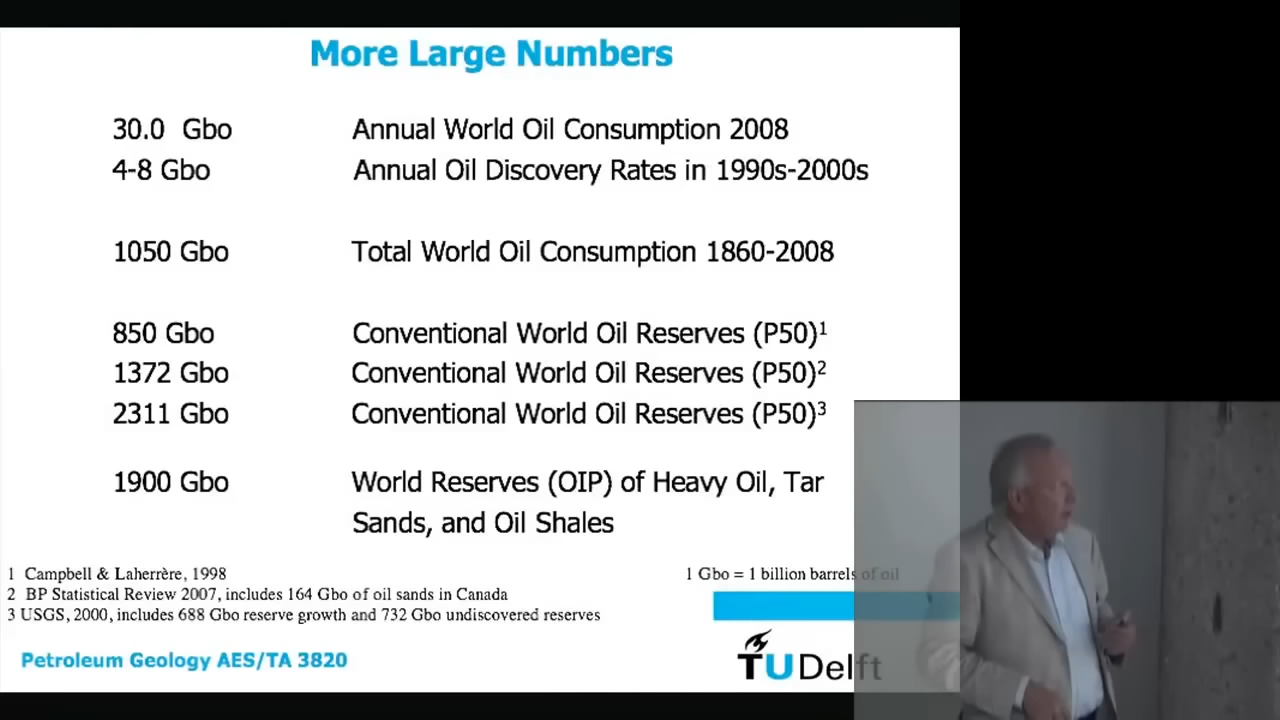 More Large Numbers
30.0 Gbo Annual World Oil Consumption 2008
4-8 Gbo Annual Oil Discovery Rates in 1990s-2000s
1050 Gbo Total World Oil Consumption 1860-2008
850 Gbo Conventional World Oil Reserves (P50)1
1372 Gbo Conventional World Oil Reserves (P50)2
2311 Gbo Conventional World Oil Reserves (P50)3
1900 Gbo World Reserves (OIP) of Heavy Oil, Tar
Sands, and Oil Shales
1 Campbell & Laherrère, 1998
1 Gbo = 1 billion barrels of oil
2 BP Statistical Review 2007, includes 164 Gbo of oil sands in Canada
3 USGS, 2000, includes 688 Gbo reserve growth and 732 Gbo undiscovered reserves
Petroleum Geology AES/TA 3820
TU Delft